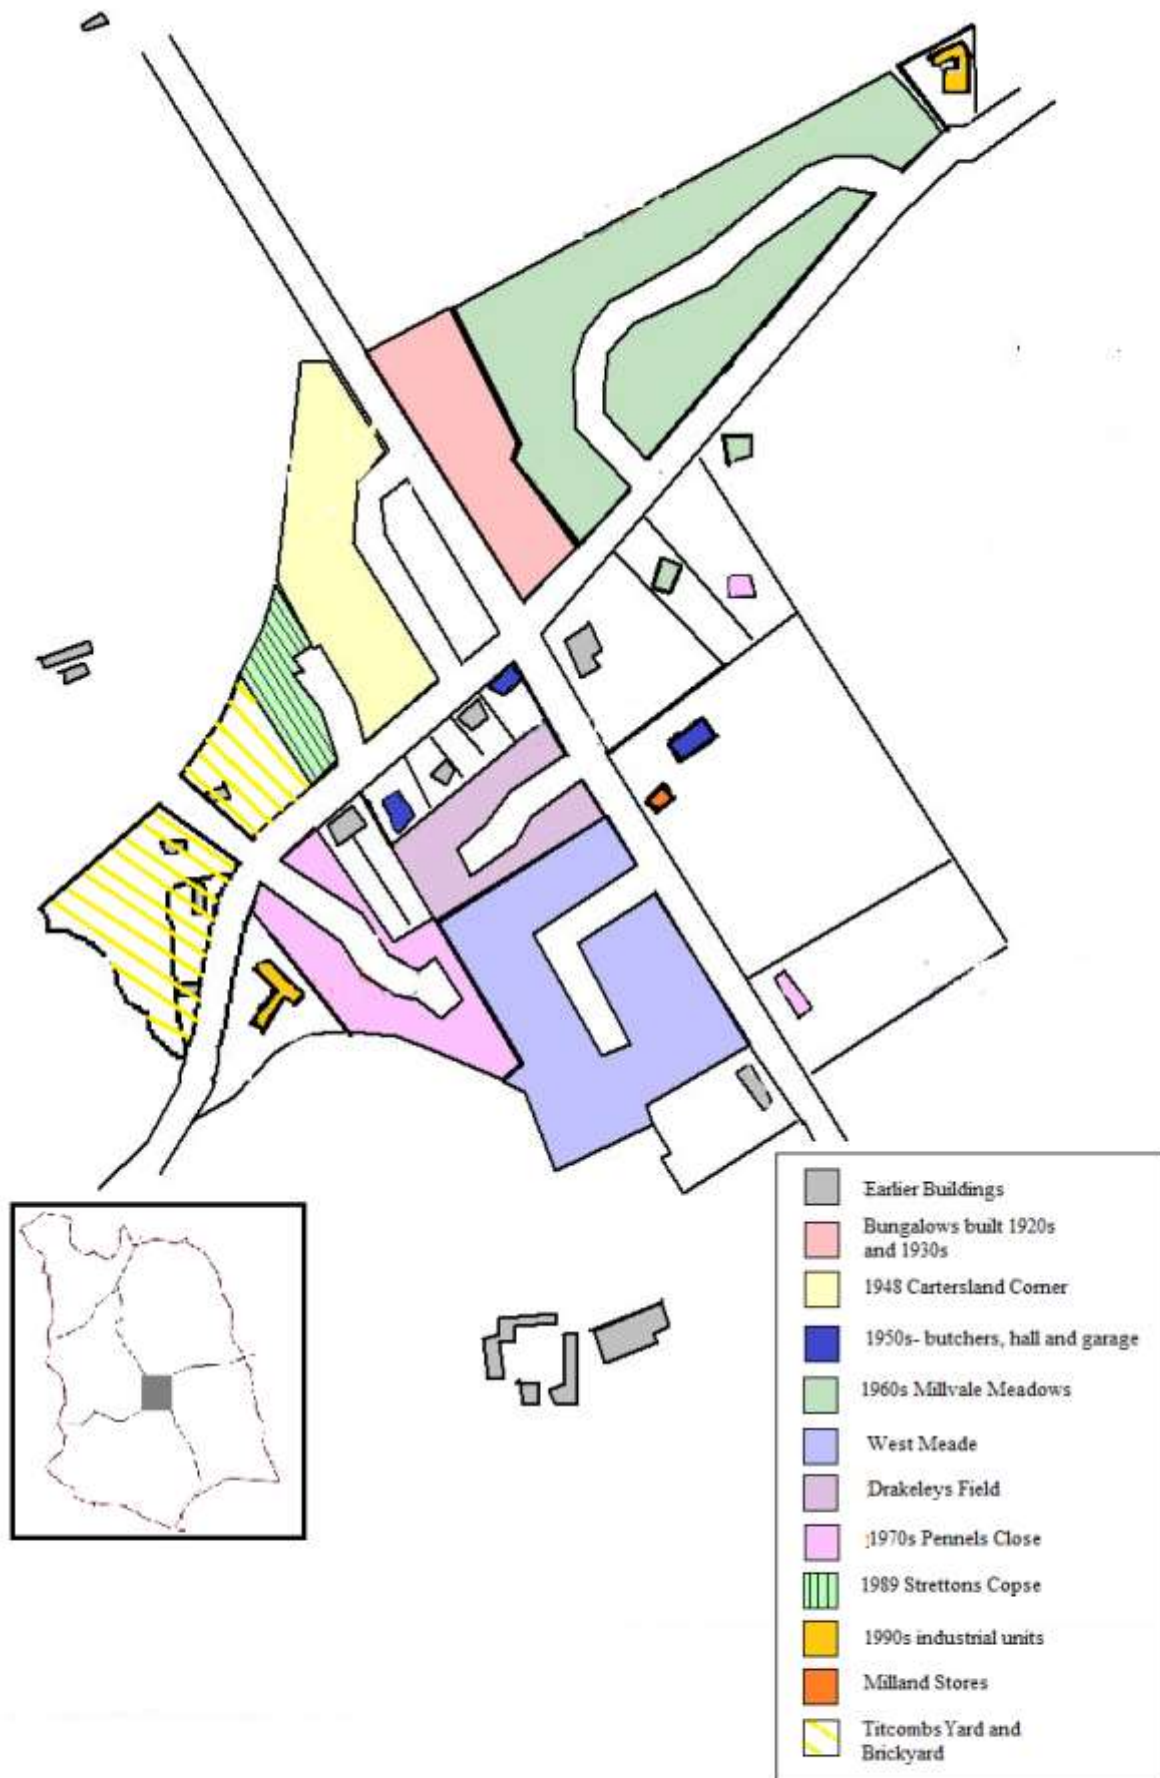 Earlier Buildings
Bungalows built 1920s
and 1930s
1948 Cartersland Corner
1950s- butchers, hall and garage
1960s Millvale Meadows
West Meade
Drakeleys Field
1970s Pennels Close
1989 Strettons Copse
1990s industrial units
Milland Stores
Titcombs Yard and
Brickyard